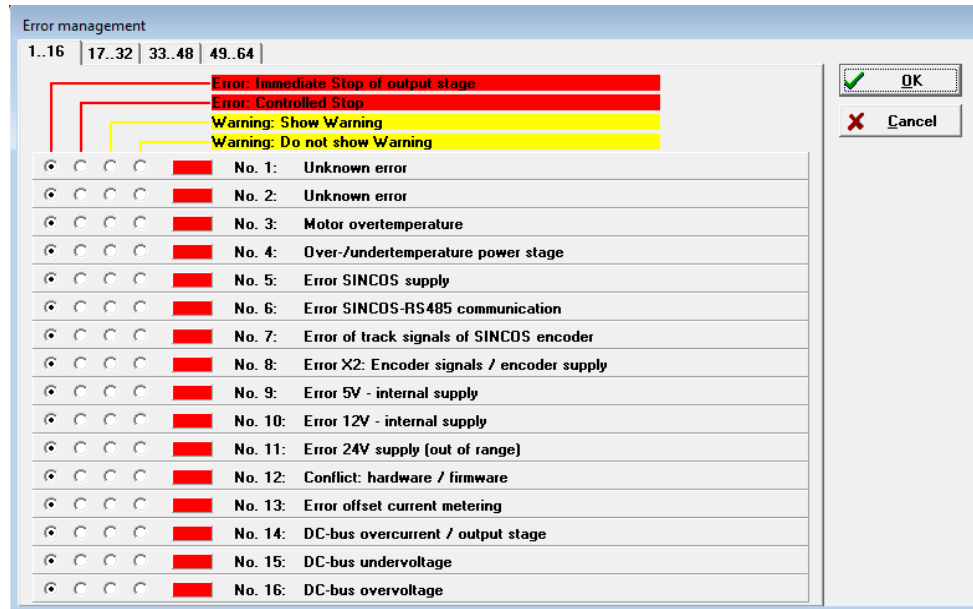 Error management
1..16 17..32 33..48 49..64
Error: Immediate Stop of output stage
OK
Error: Controlled Stop
Warning: Show Warning
Cancel
Warning: Do not show Warning
No. 1: Unknown error
No. 2: Unknown error
No. 3: Motor overtemperature
No. 4: Over-/undertemperature power stage
No. 5: Error SINCOS supply
No. 6: Error SINCOS-RS485 communication
No. 7: Error of track signals of SINCOS encoder
No. 8: Error X2: Encoder signals / encoder supply
No. 9: Error 5V - internal supply
No. 10: Error 12V - internal supply
No. 11: Error 24V supply (out of range)
No. 12: Conflict: hardware / firmware
No. 13: Error offset current metering
No. 14: DC-bus overcurrent / output stage
No. 15: DC-bus undervoltage
No. 16: DC-bus overvoltage